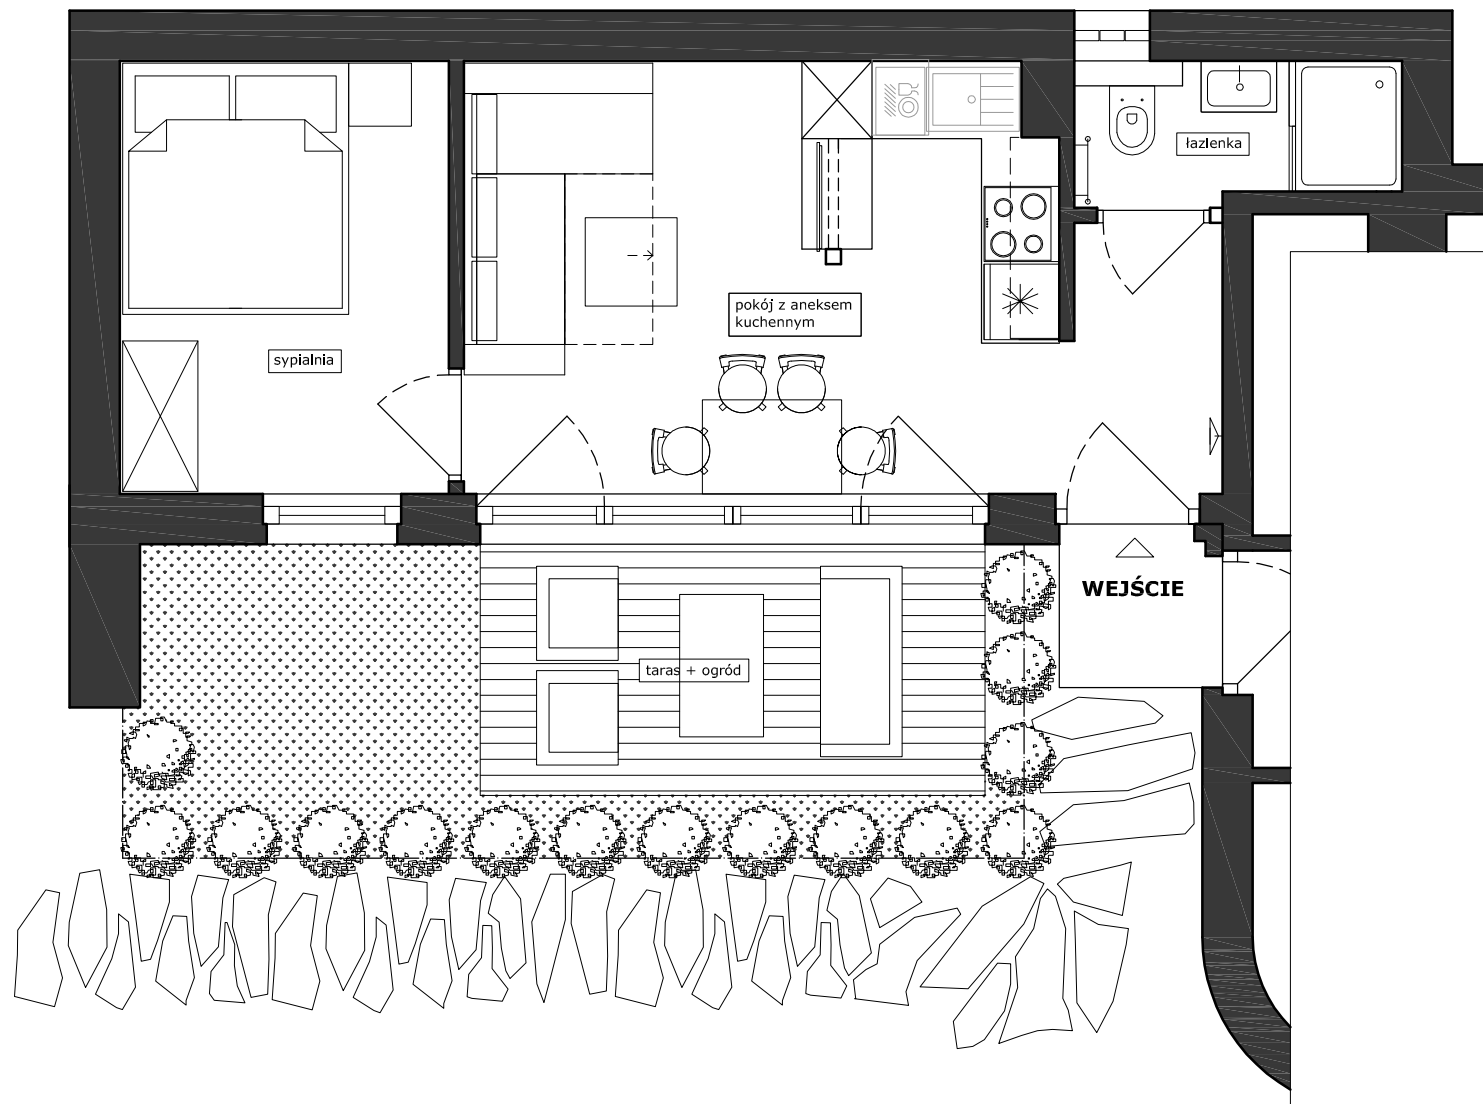 łazienka
pokój z aneksem
kuchennym
sypialnia
WEJŚCIE
taras + ogród